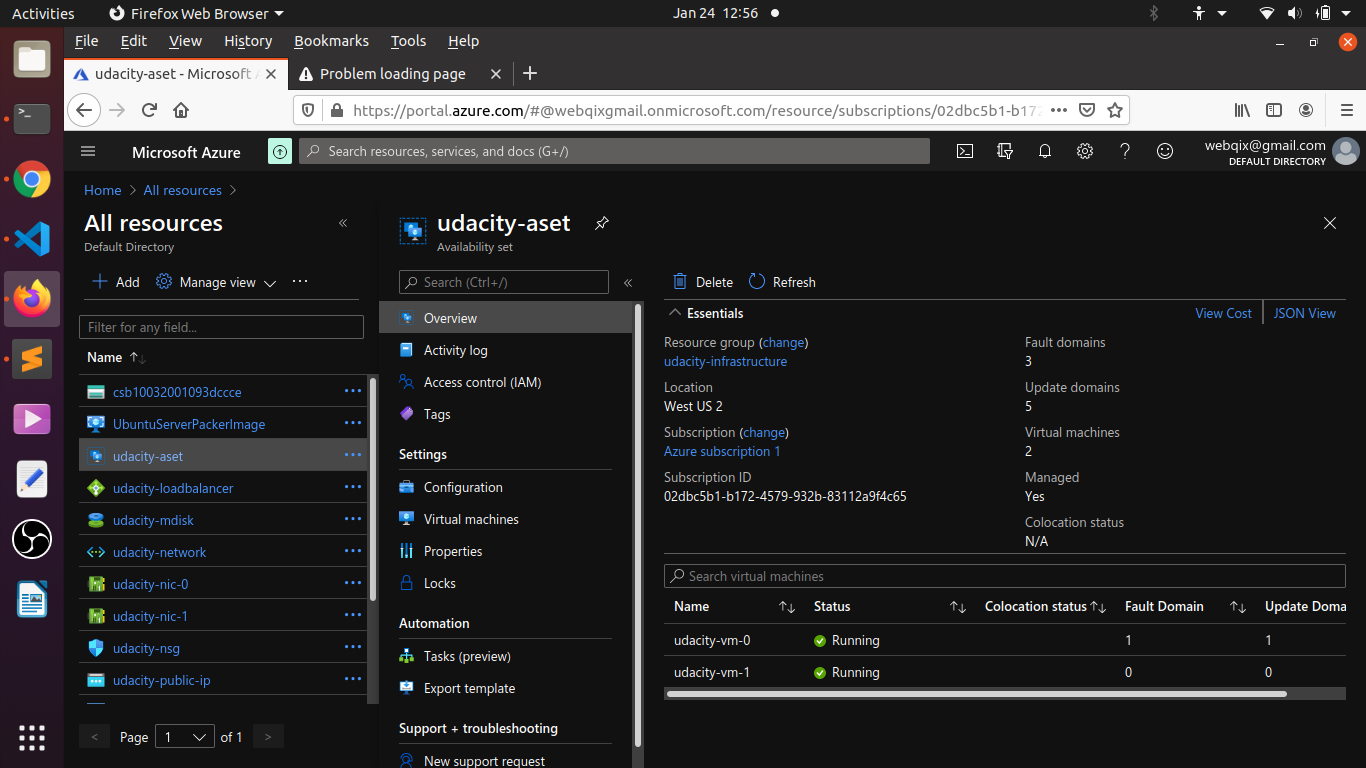 Activities
Firefox Web Browser
Jan 24 12:56
File Edit View History Bookmarks Tools Help
udacity-aset - Microsoft
Problem loading page
https://portal.azure.com/#@webqixgmail.onmicrosoft.com/resource/subscriptions/02dbc5b1-b172
Microsoft Azure
Search resources, services, and docs (G+/)
webqix@gmail.com
DEFAULT DIRECTORY
Home > All resources >
All resources
Default Directory
Add
Manage view
Filter for any field...
Name
csb10032001093dccce
UbuntuServerPackerImage
udacity-aset
udacity-loadbalancer
udacity-mdisk
udacity-network
udacity-nic-0
udacity-nic-1
udacity-nsg
udacity-public-ip
< Page 1 of 1 >
udacity-aset
Availability set
Search (Ctrl+/)
Overview
Activity log
Access control (IAM)
Tags
Settings
Configuration
Virtual machines
Properties
Locks
Automation
Tasks (preview)
Export template
Support + troubleshooting
New support request
Delete
Refresh
Essentials
View Cost
JSON View
Resource group (change)
udacity-infrastructure
Location
West US 2
Subscription (change)
Azure subscription 1
Subscription ID
02dbc5b1-b172-4579-932b-83112a9f4c65
Fault domains
3
Update domains
5
Virtual machines
2
Managed
Yes
Colocation status
N/A
Search virtual machines
Name Status Colocation status Fault Domain Update Doma
udacity-vm-0 Running 1 1
udacity-vm-1 Running 0 0